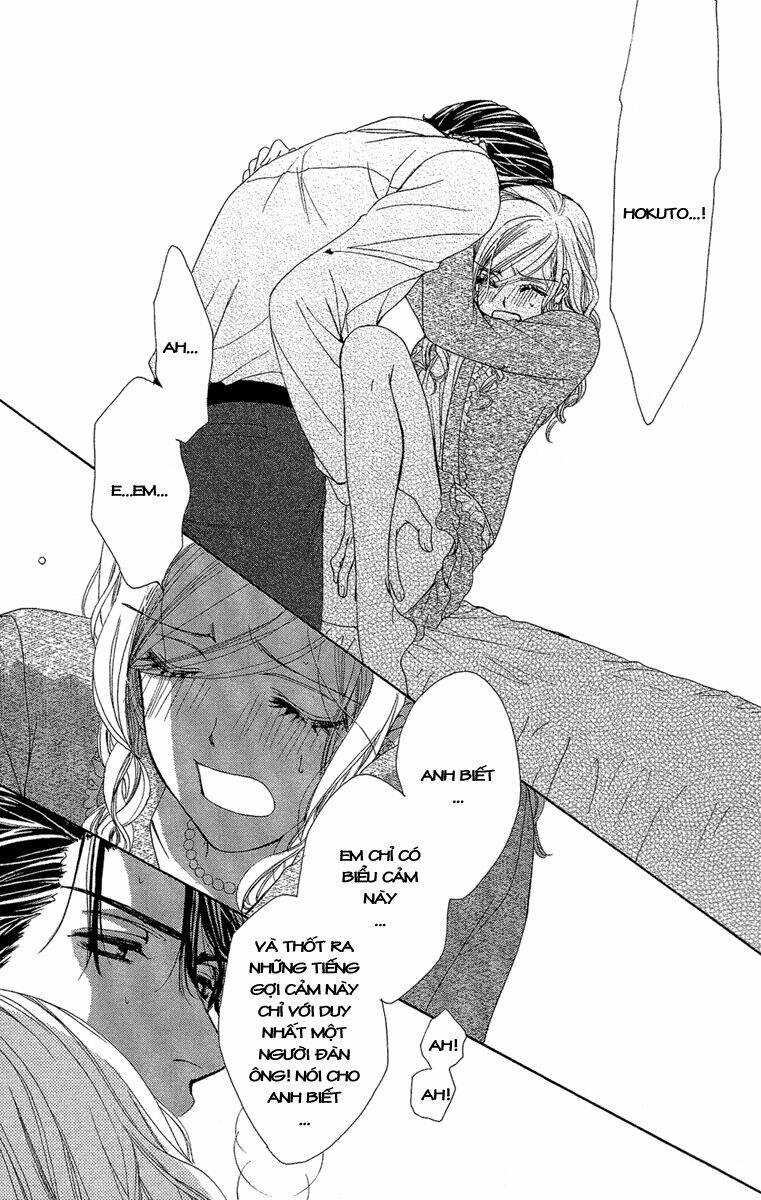 HOKUTO...!
AH...
E...EM...
ANH BIẾT
...
EM CHỈ CÓ
BIỂU CẢM
NÀY
...
VÀ THỐT RA
NHỮNG TIẾNG
GỢI CẢM NÀY
CHỈ VỚI DUY
NHẤT MỘT
NGƯỜI ĐÀN
ÔNG! NÓI CHO
ANH BIẾT
...
AH!
AH!